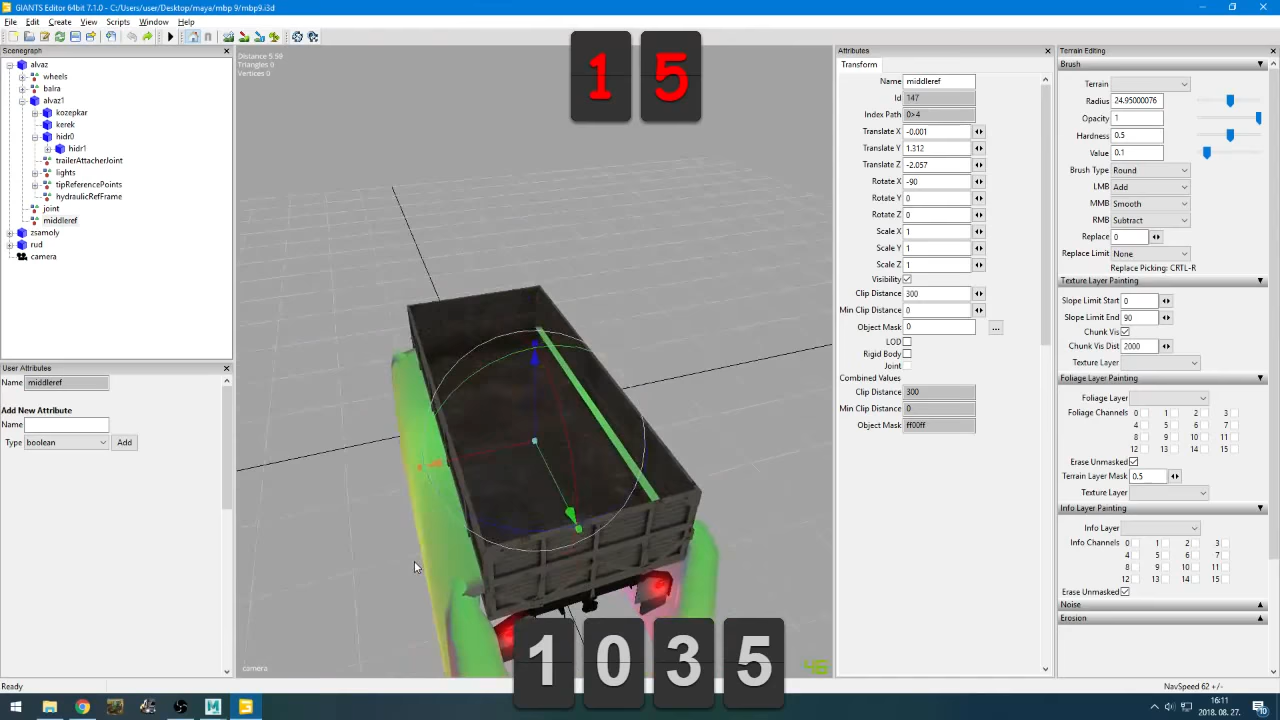 GIANTS Editor 64bit 7.1.0 - C:/Users/user/Desktop/maya/mbp 9/mbp9.i3d
File Edit Create View Scripts Window Help
Scenegraph
alvaz
wheels
balra
alvaz1
kozepkar
kerek
hidr0
hidr1
trailerAttacherJoint
lights
tipReferencePoints
hydraulicRefFrame
joint
middleref
zsamoly
rud
camera
User Attributes
Name middleref
Add New Attribute
Name
Type boolean Add
Distance 5.59
Triangles 0
Vertices 0
1 5
camera
1 0 3 5
Attributes
Transform
Name middleref
Id 147
Index Path 0>4
Translate X -0.001
Translate Y 1.312
Translate Z -2.057
Rotate X -90
Rotate Y 0
Rotate Z 0
Scale X 1
Scale Y 1
Scale Z 1
Visibility
Clip Distance 300
Min Clip Distance 0
Object Mask 0 ...
LOD
Rigid Body
Joint
Combined Values
Clip Distance 300
Min Clip Distance 0
Object Mask ff00ff
Terrain Editing
Brush
Terrain
Radius 24.95000076
Opacity 1
Hardness 0.5
Value 0.1
Brush Type Round
LMB Add
MMB Smooth
RMB Subtract
Replace 0
Replace Limit None
Replace Picking: CRTL-R
Texture Layer Painting
Slope Limit Start 0
Slope Limit End 90
Chunk Vis
Chunk Vis Dist 2000
Texture Layer
Foliage Layer Painting
Foliage Layer
Foliage Channels 0 1 2 3
4 5 6 7
8 9 10 11
12 13 14 15
Erase Unmasked
Terrain Layer Mask 0.5
Texture Layer
Info Layer Painting
Info Layer
Info Channels 0 1 2 3
4 5 6 7
8 9 10 11
12 13 14 15
Erase Unmasked
Noise
Erosion
Ready
NavSpeed 62 +/-
16:11
2018. 08. 27.
10